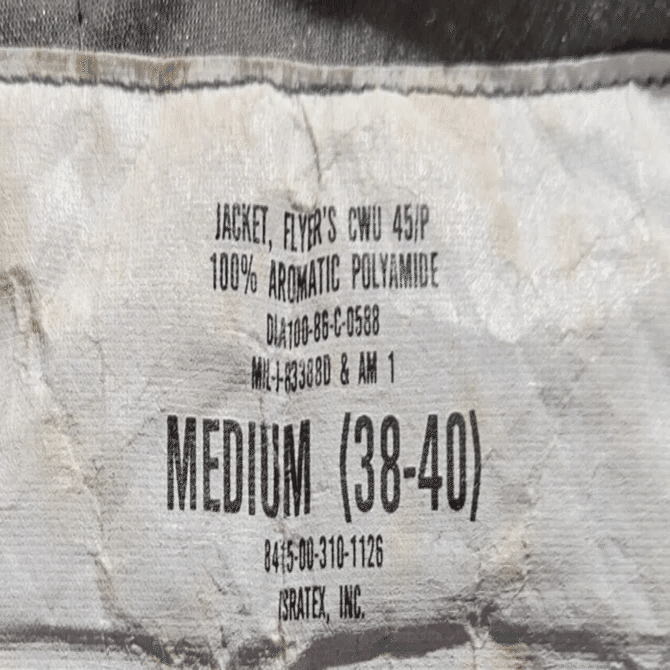 JACKET, FLYER'S CWU 45/P
100% AROMATIC POLYAMIDE
DLA100-86-C-0588
MIL-J-83388D & AM 1
MEDIUM (38-40)
8415-00-310-1126
ISRATEX, INC.